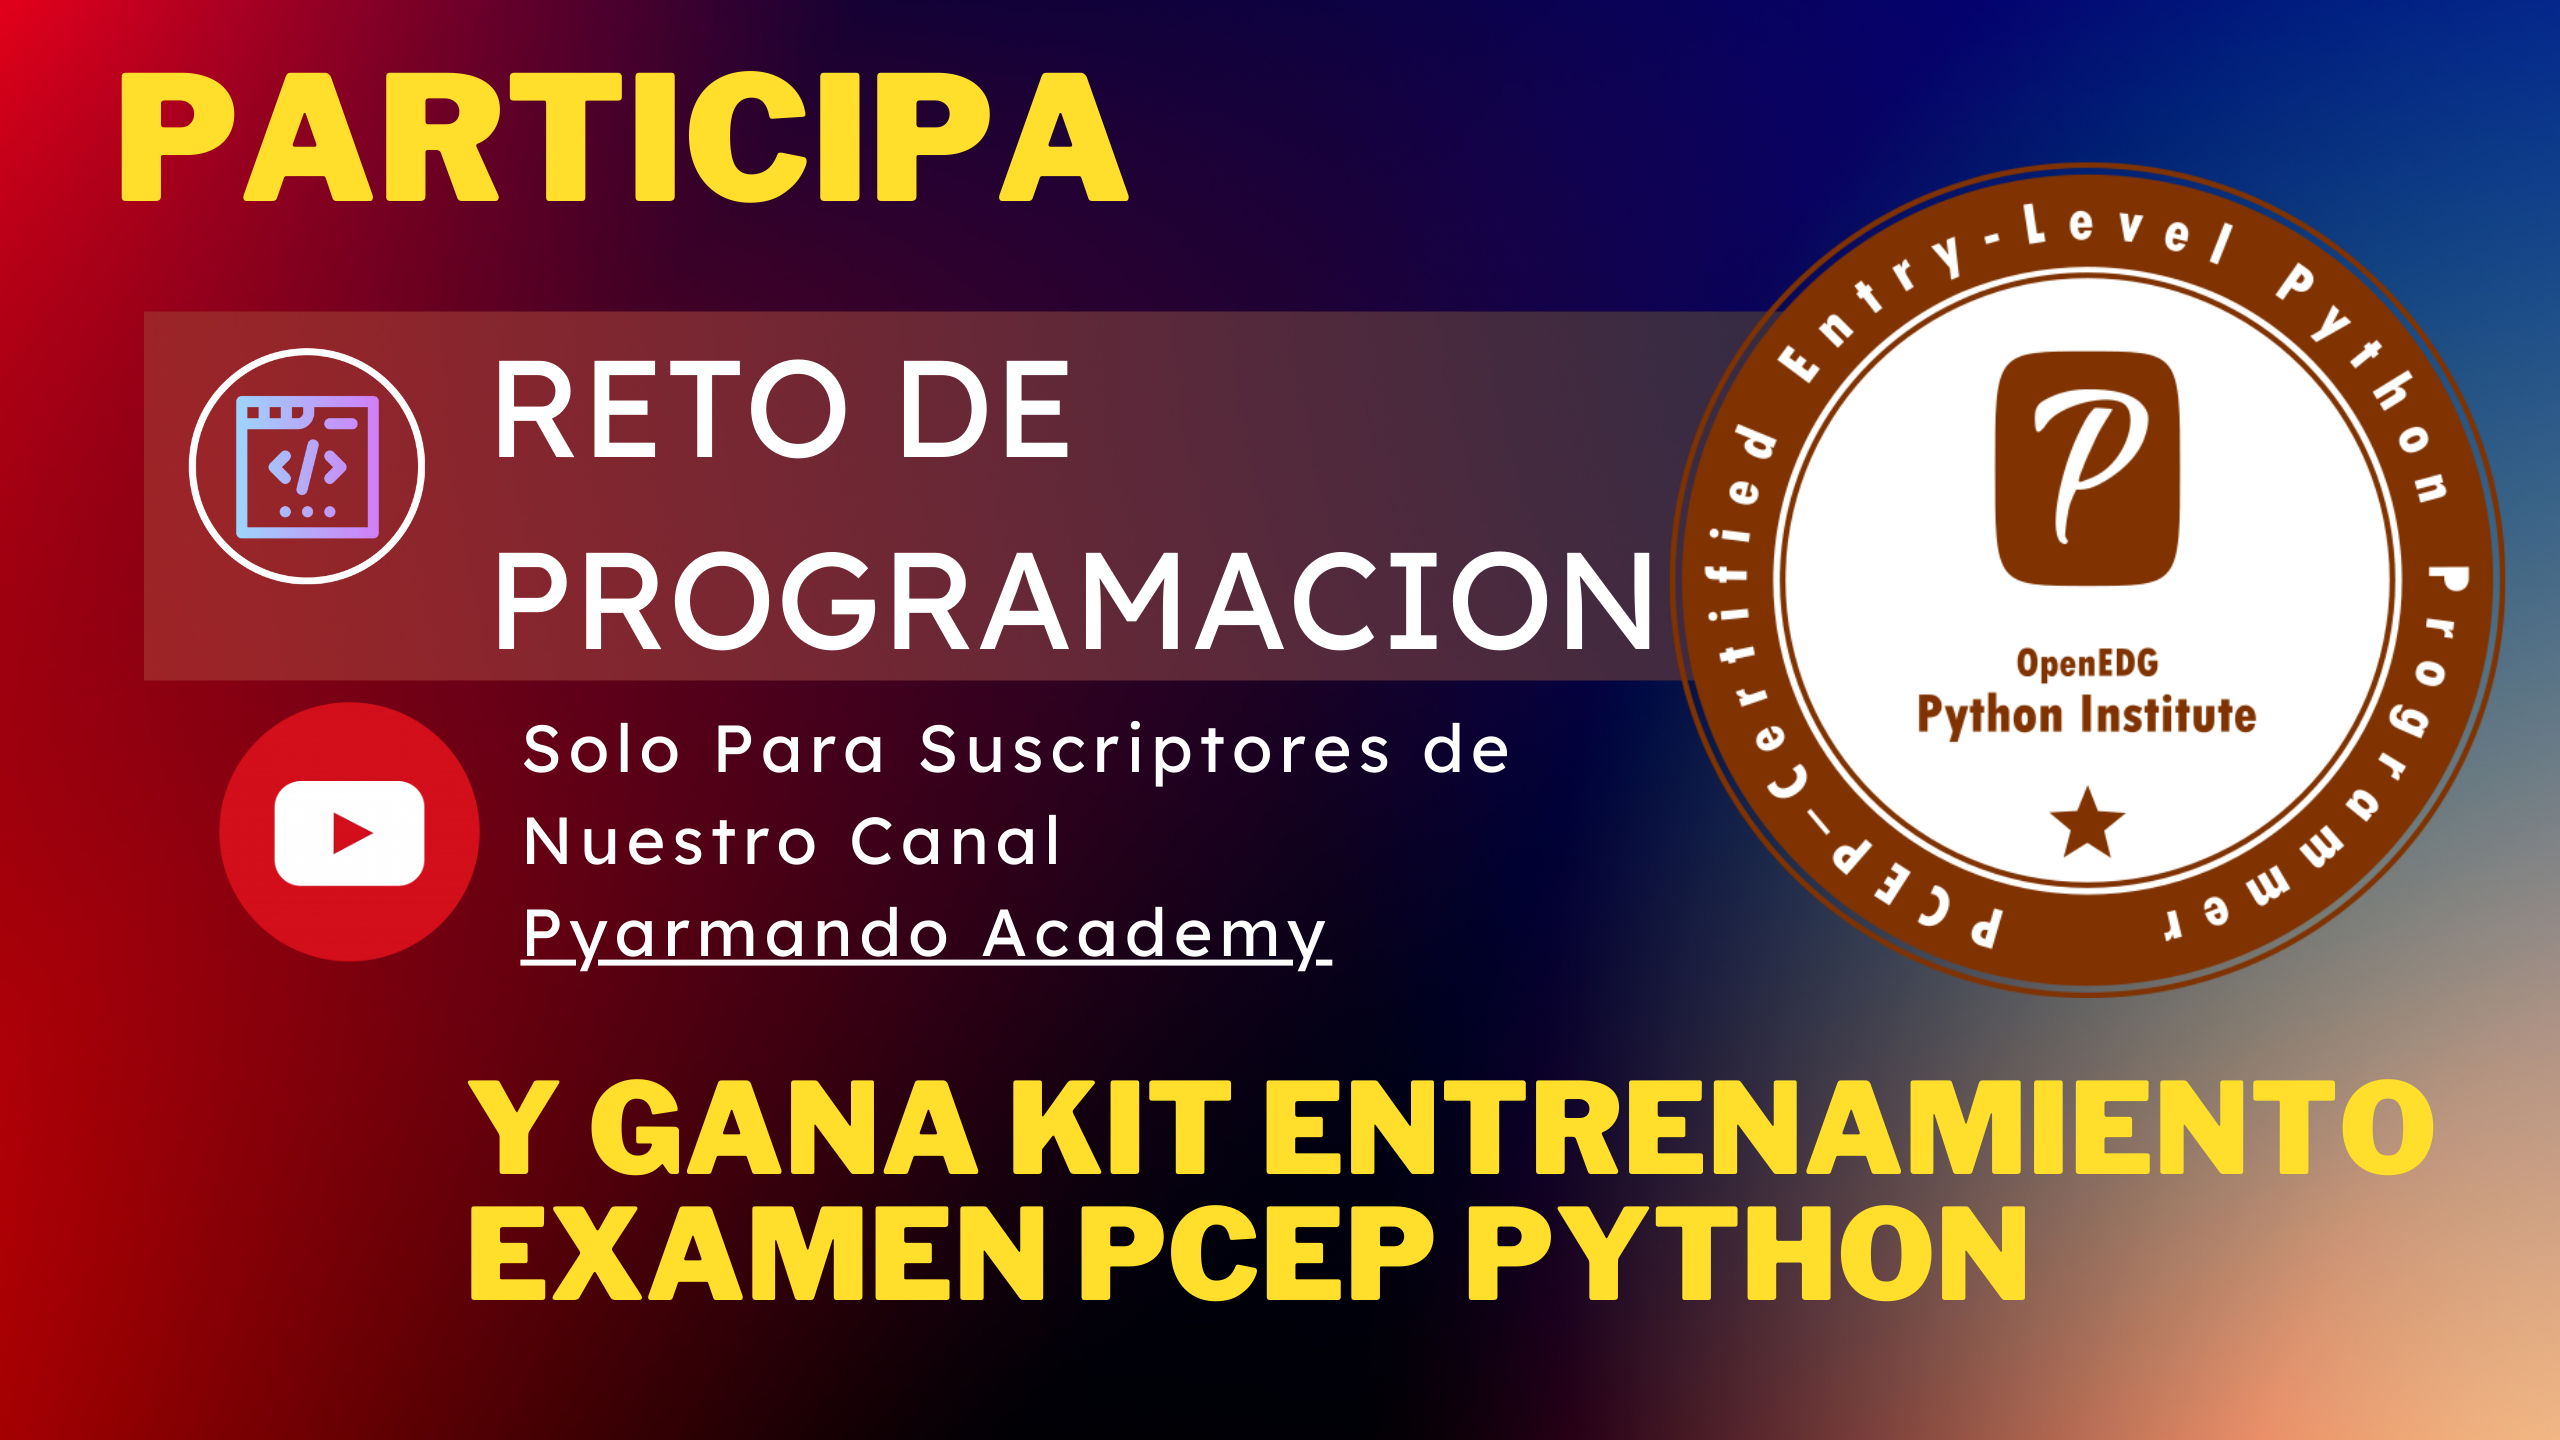 PARTICIPA
RETO DE
PROGRAMACION
Solo Para Suscriptores de
Nuestro Canal
Pyarmando Academy
PCEP–Certified Entry-Level Python Programmer
OpenEDG
Python Institute
Y GANA KIT ENTRENAMIENTO
EXAMEN PCEP PYTHON